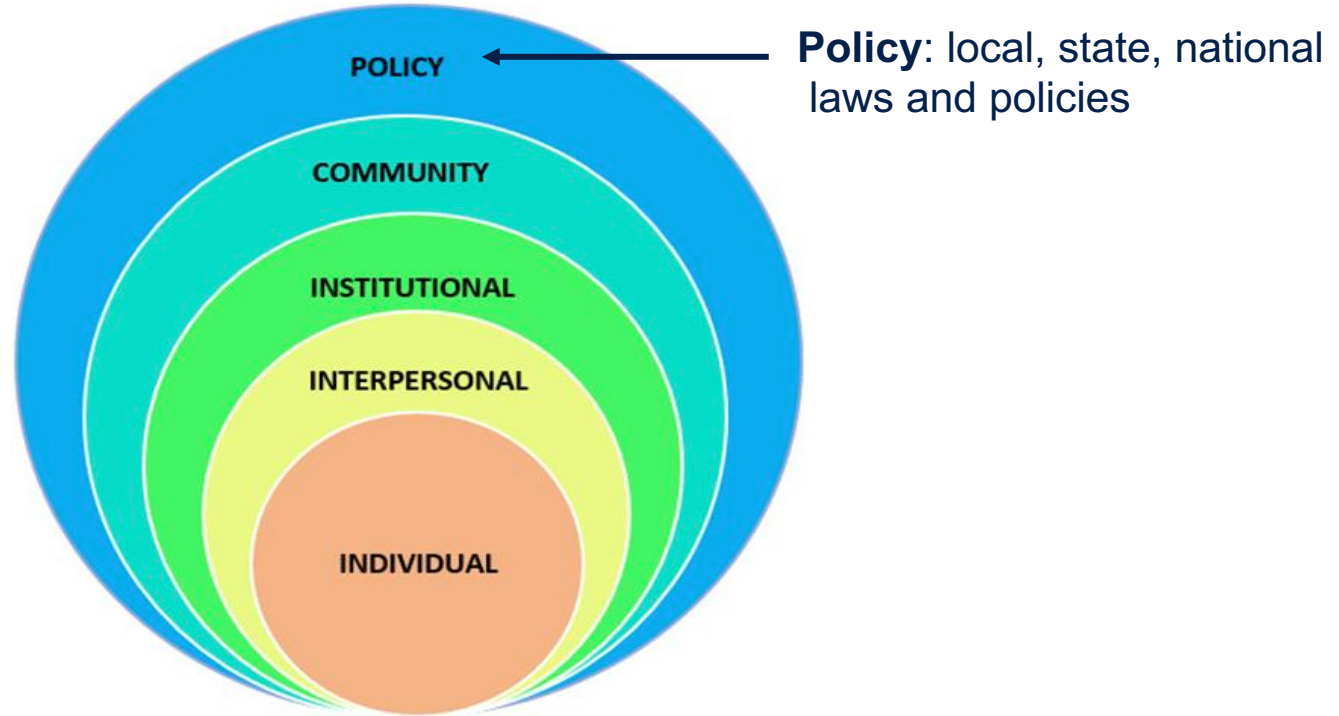 POLICY
Policy: local, state, national
laws and policies
COMMUNITY
INSTITUTIONAL
INTERPERSONAL
INDIVIDUAL